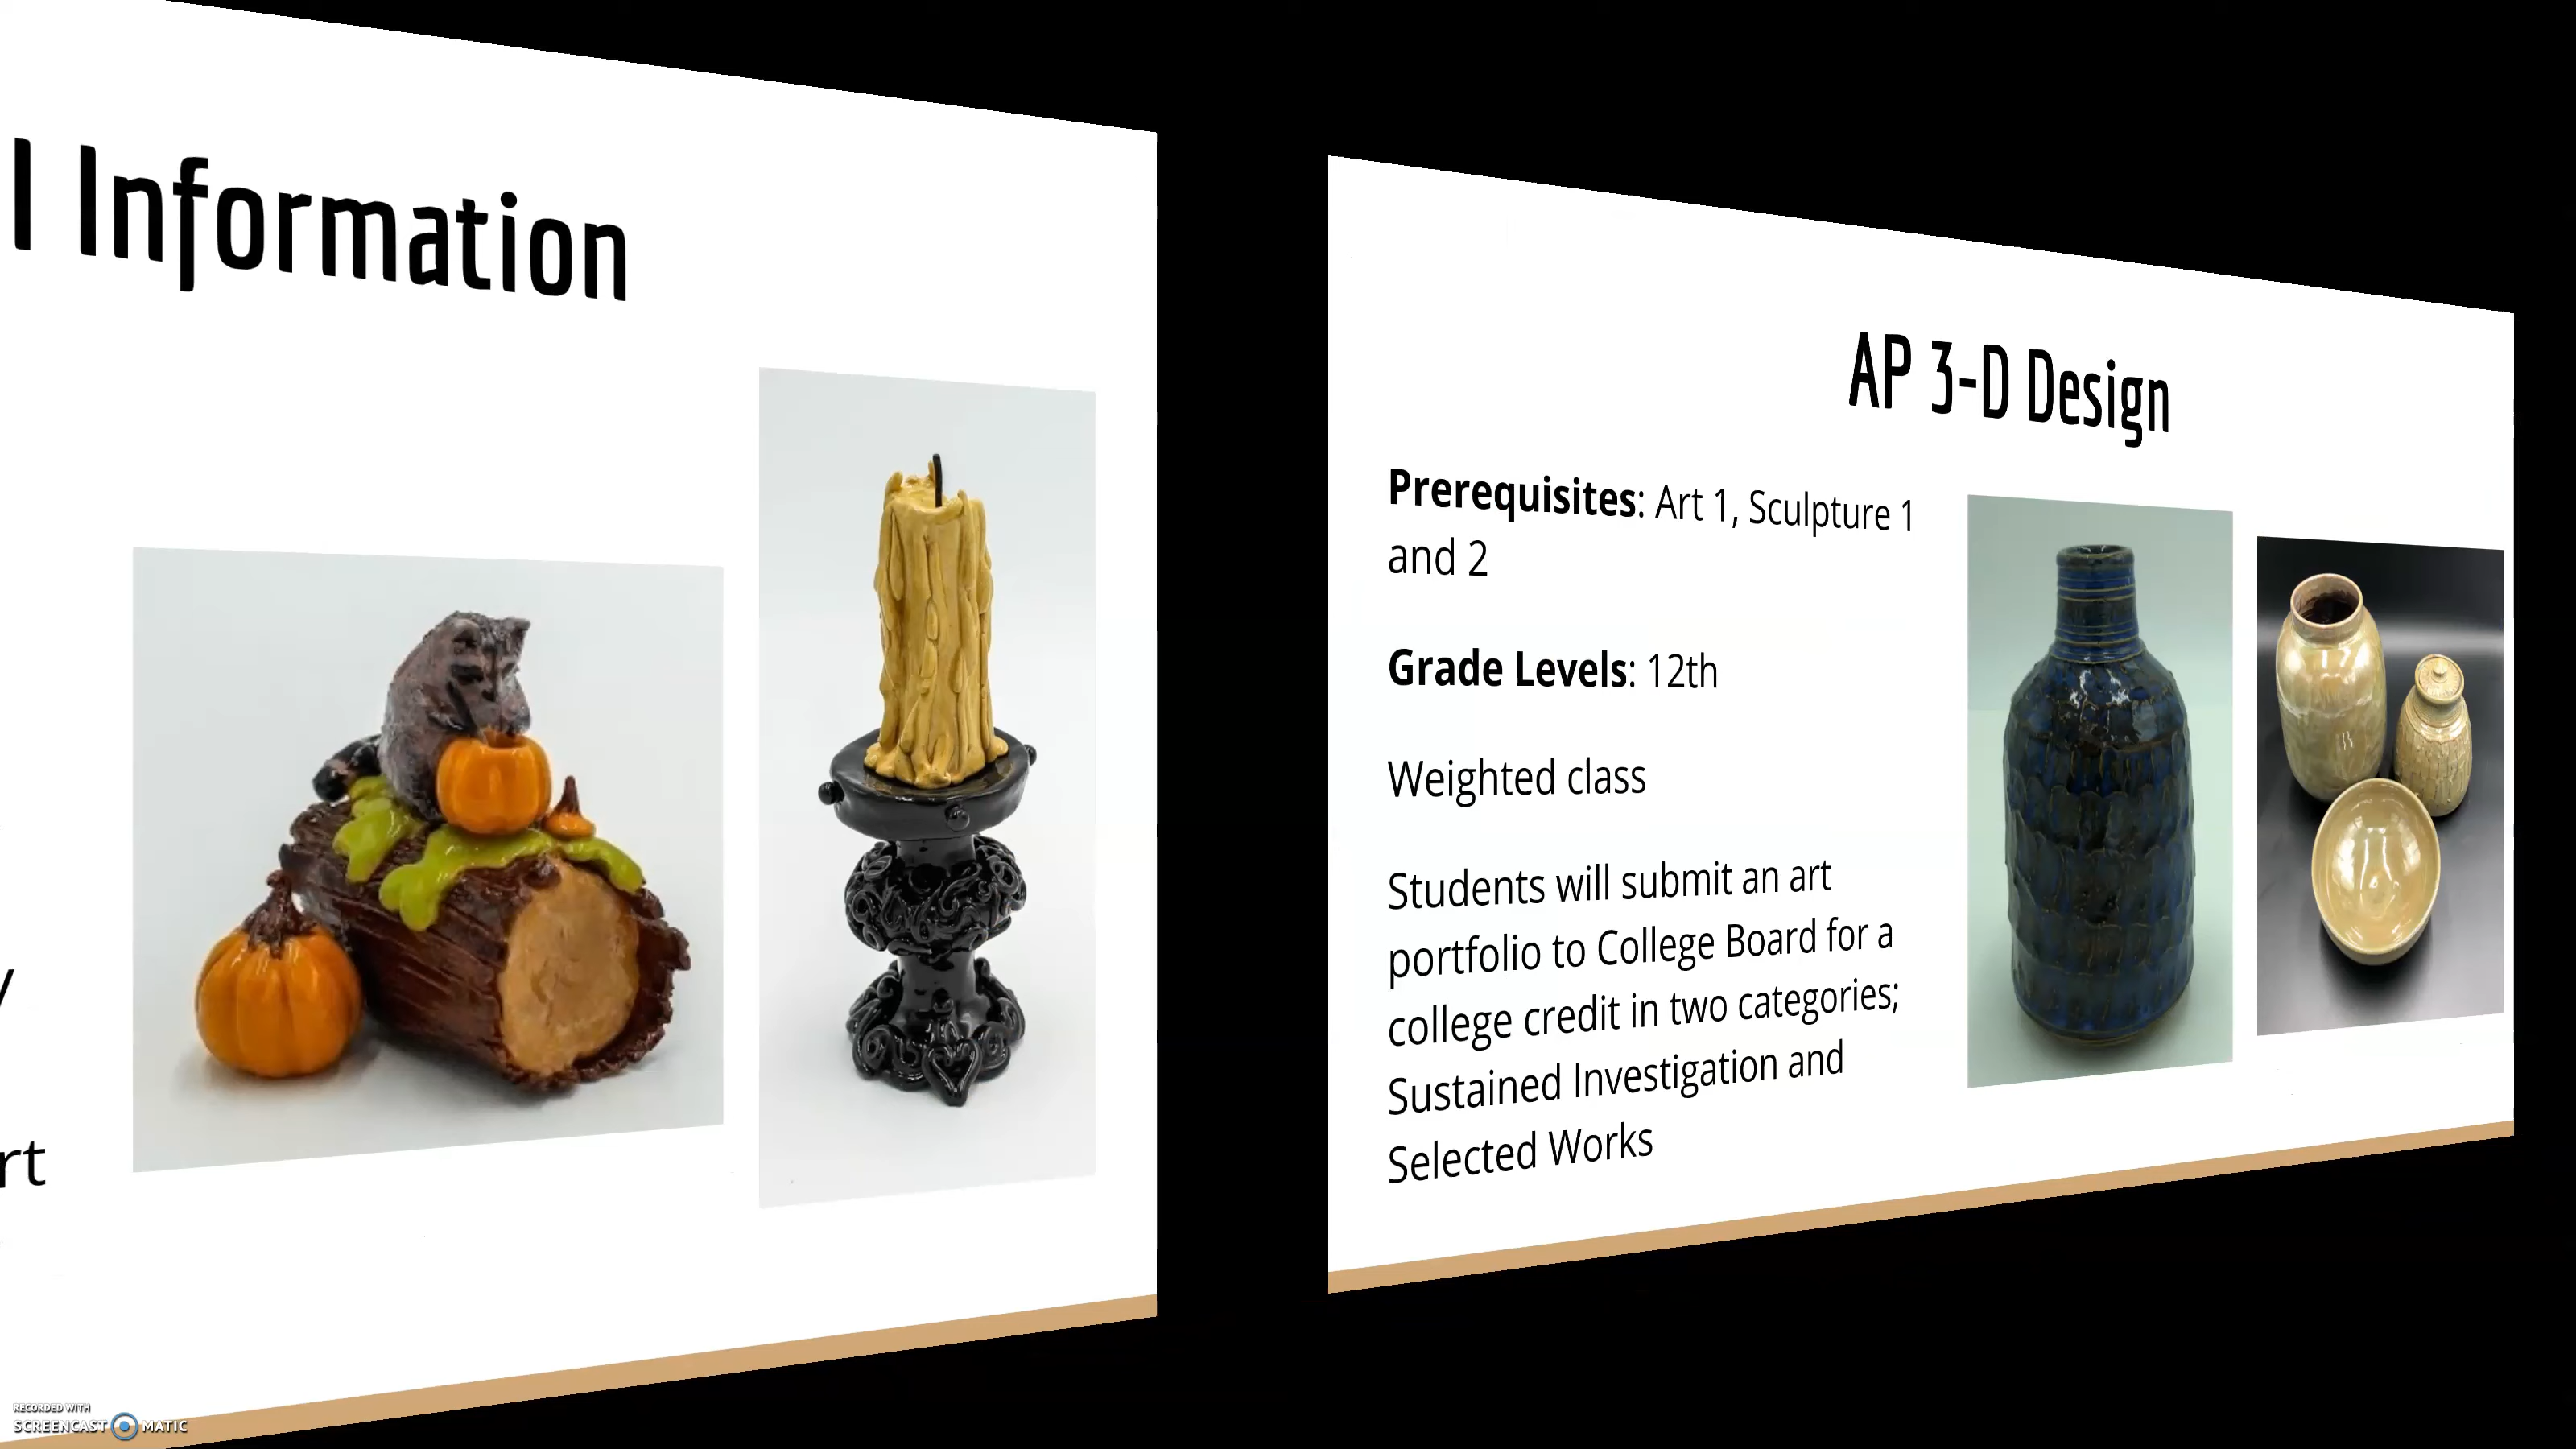 I Information
y
rt
AP 3-D Design
Prerequisites: Art 1, Sculpture 1
and 2
Grade Levels: 12th
Weighted class
Students will submit an art
portfolio to College Board for a
college credit in two categories;
Sustained Investigation and
Selected Works
RECORDED WITH
SCREENCAST MATIC